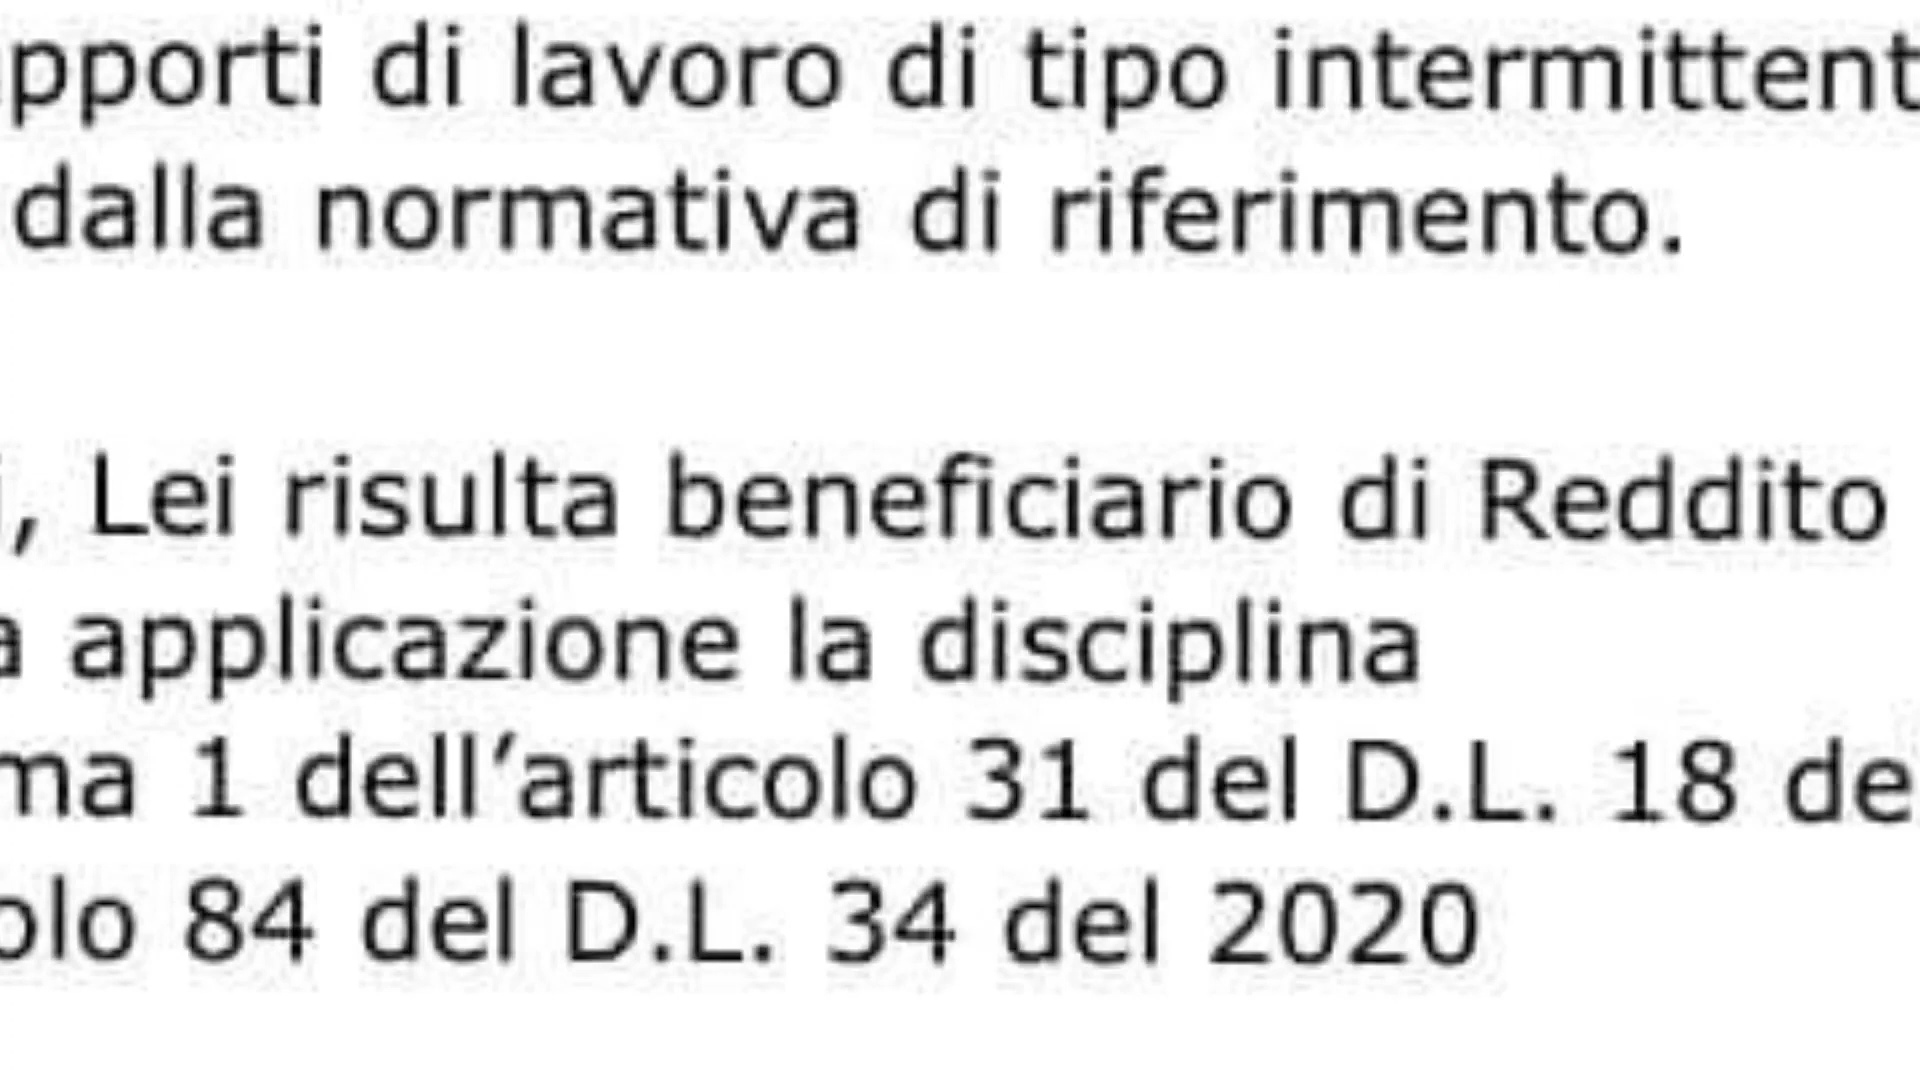 pporti di lavoro di tipo intermittent
dalla normativa di riferimento.
i, Lei risulta beneficiario di Reddito
a applicazione la disciplina
ma 1 dell’articolo 31 del D.L. 18 de
olo 84 del D.L. 34 del 2020